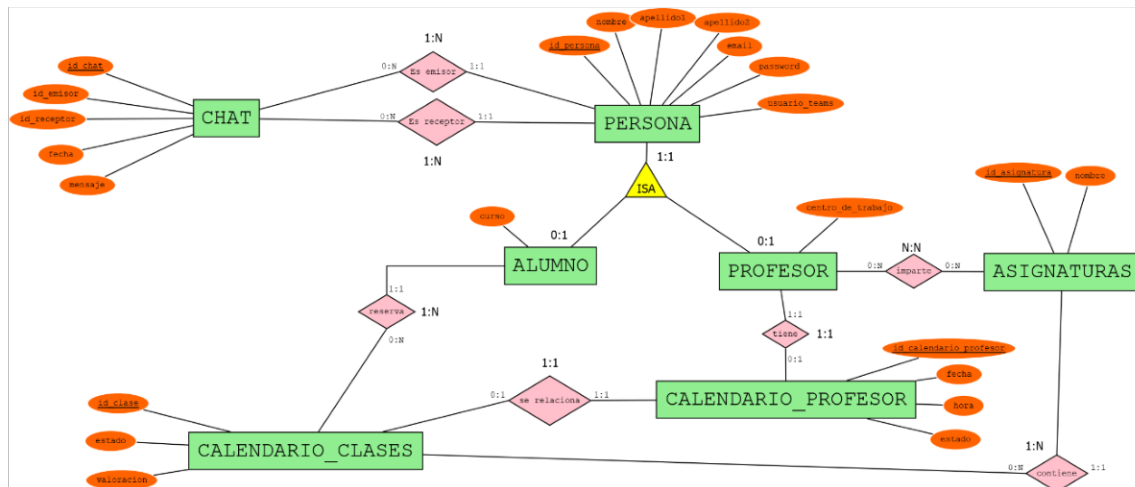 nombre
apellido1
apellido2
id_persona
email
password
usuario_teams
PERSONA
id_chat
id_emisor
id_receptor
fecha
mensaje
CHAT
1:N
0:N
Es emisor
1:1
0:N
Es receptor
1:1
1:N
1:1
ISA
0:1
0:1
curso
ALUMNO
centro_de_trabajo
PROFESOR
N:N
0:N
imparte
0:N
id_asignatura
nombre
ASIGNATURAS
1:1
reserva
1:N
0:N
1:1
tiene
1:1
0:1
id_calendario_profesor
fecha
hora
estado
CALENDARIO_PROFESOR
1:1
0:1
se relaciona
1:1
id_clase
estado
valoracion
CALENDARIO_CLASES
1:N
0:N
contiene
1:1